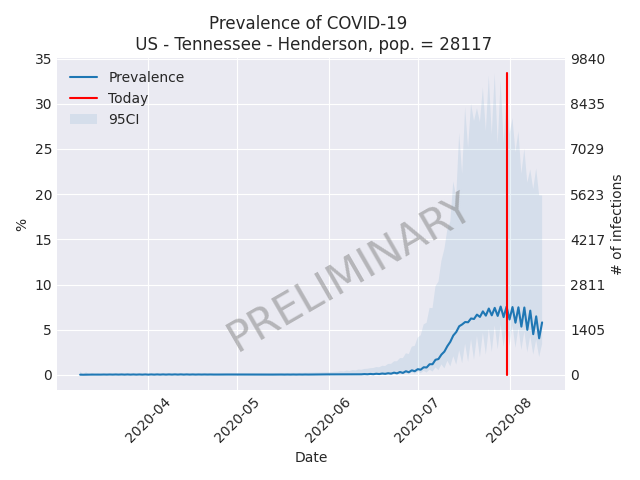 Prevalence of COVID-19
US - Tennessee - Henderson, pop. = 28117
Prevalence
Today
95CI
35
30
25
20
15
10
5
0
%
9840
8435
7029
5623
4217
2811
1405
0
# of infections
PRELIMINARY
2020-04
2020-05
2020-06
2020-07
2020-08
Date